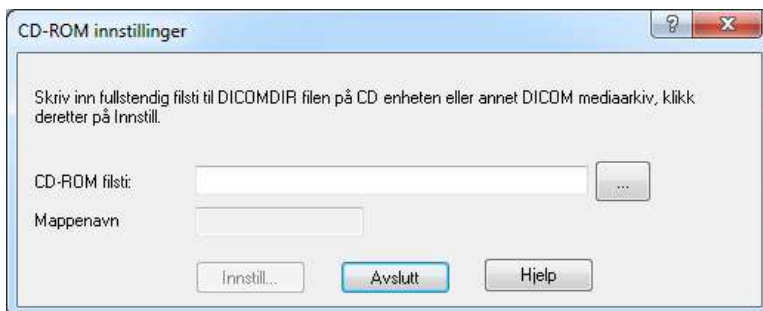 CD-ROM innstillinger
Skriv inn fullstendig filsti til DICOMDIR filen på CD enheten eller annet DICOM mediaarkiv, klikk
deretter på Innstill.
CD-ROM filsti:
...
Mappenavn
Innstill...
Avslutt
Hjelp